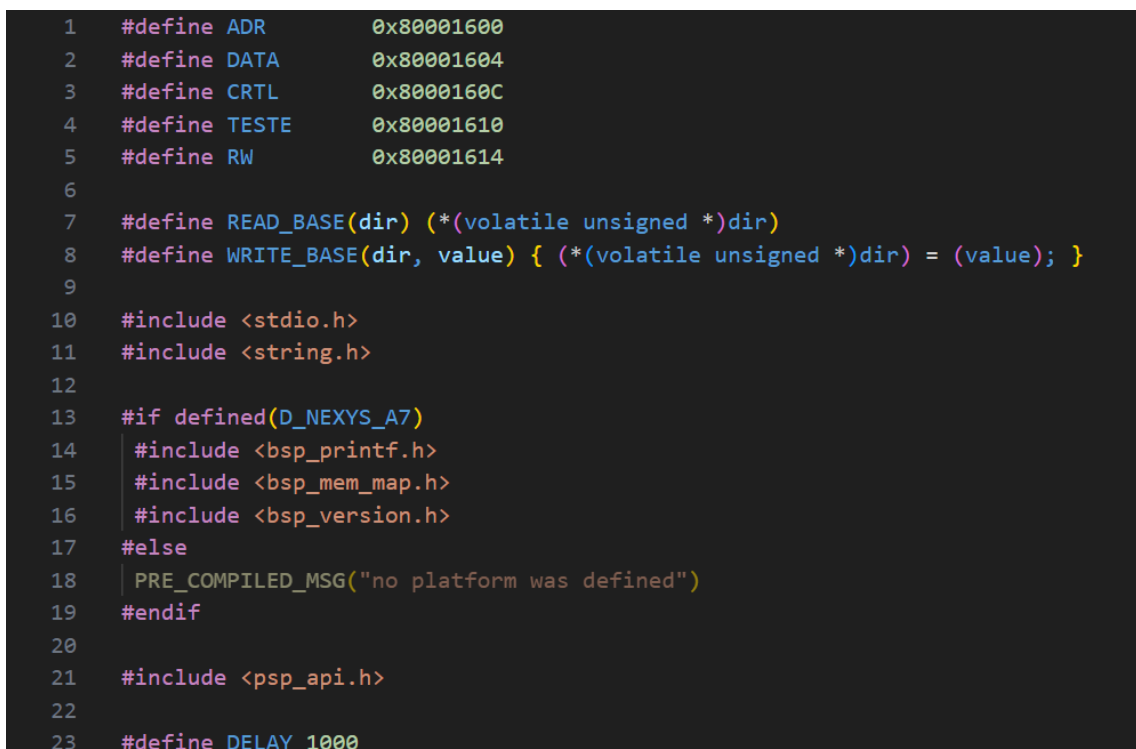 1 #define ADR 0x80001600
2 #define DATA 0x80001604
3 #define CRTL 0x8000160C
4 #define TESTE 0x80001610
5 #define RW 0x80001614
6
7 #define READ_BASE(dir) (*(volatile unsigned *)dir)
8 #define WRITE_BASE(dir, value) { (*(volatile unsigned *)dir) = (value); }
9
10 #include <stdio.h>
11 #include <string.h>
12
13 #if defined(D_NEXYS_A7)
14 #include <bsp_printf.h>
15 #include <bsp_mem_map.h>
16 #include <bsp_version.h>
17 #else
18 PRE_COMPILED_MSG("no platform was defined")
19 #endif
20
21 #include <psp_api.h>
22
23 #define DELAY 1000